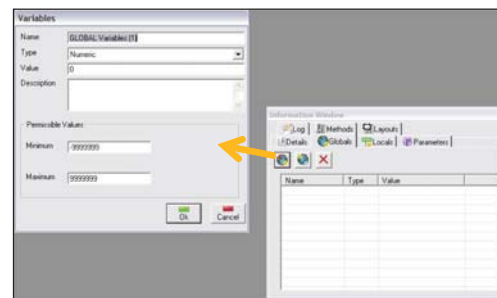 Variables
Name GLOBAL Variables (1)
Type Numeric
Value 0
Description
Permissible Values
Minimum -9999999
Maximum 9999999
Ok Cancel
Information Window
Log Methods Layouts
Details Globals Locals Parameters
Name Type Value